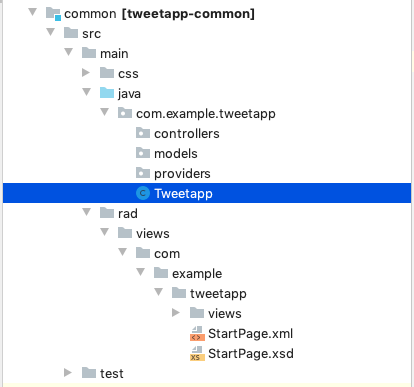 common [tweetapp-common]
src
main
css
java
com.example.tweetapp
controllers
models
providers
Tweetapp
rad
views
com
example
tweetapp
views
StartPage.xml
StartPage.xsd
test